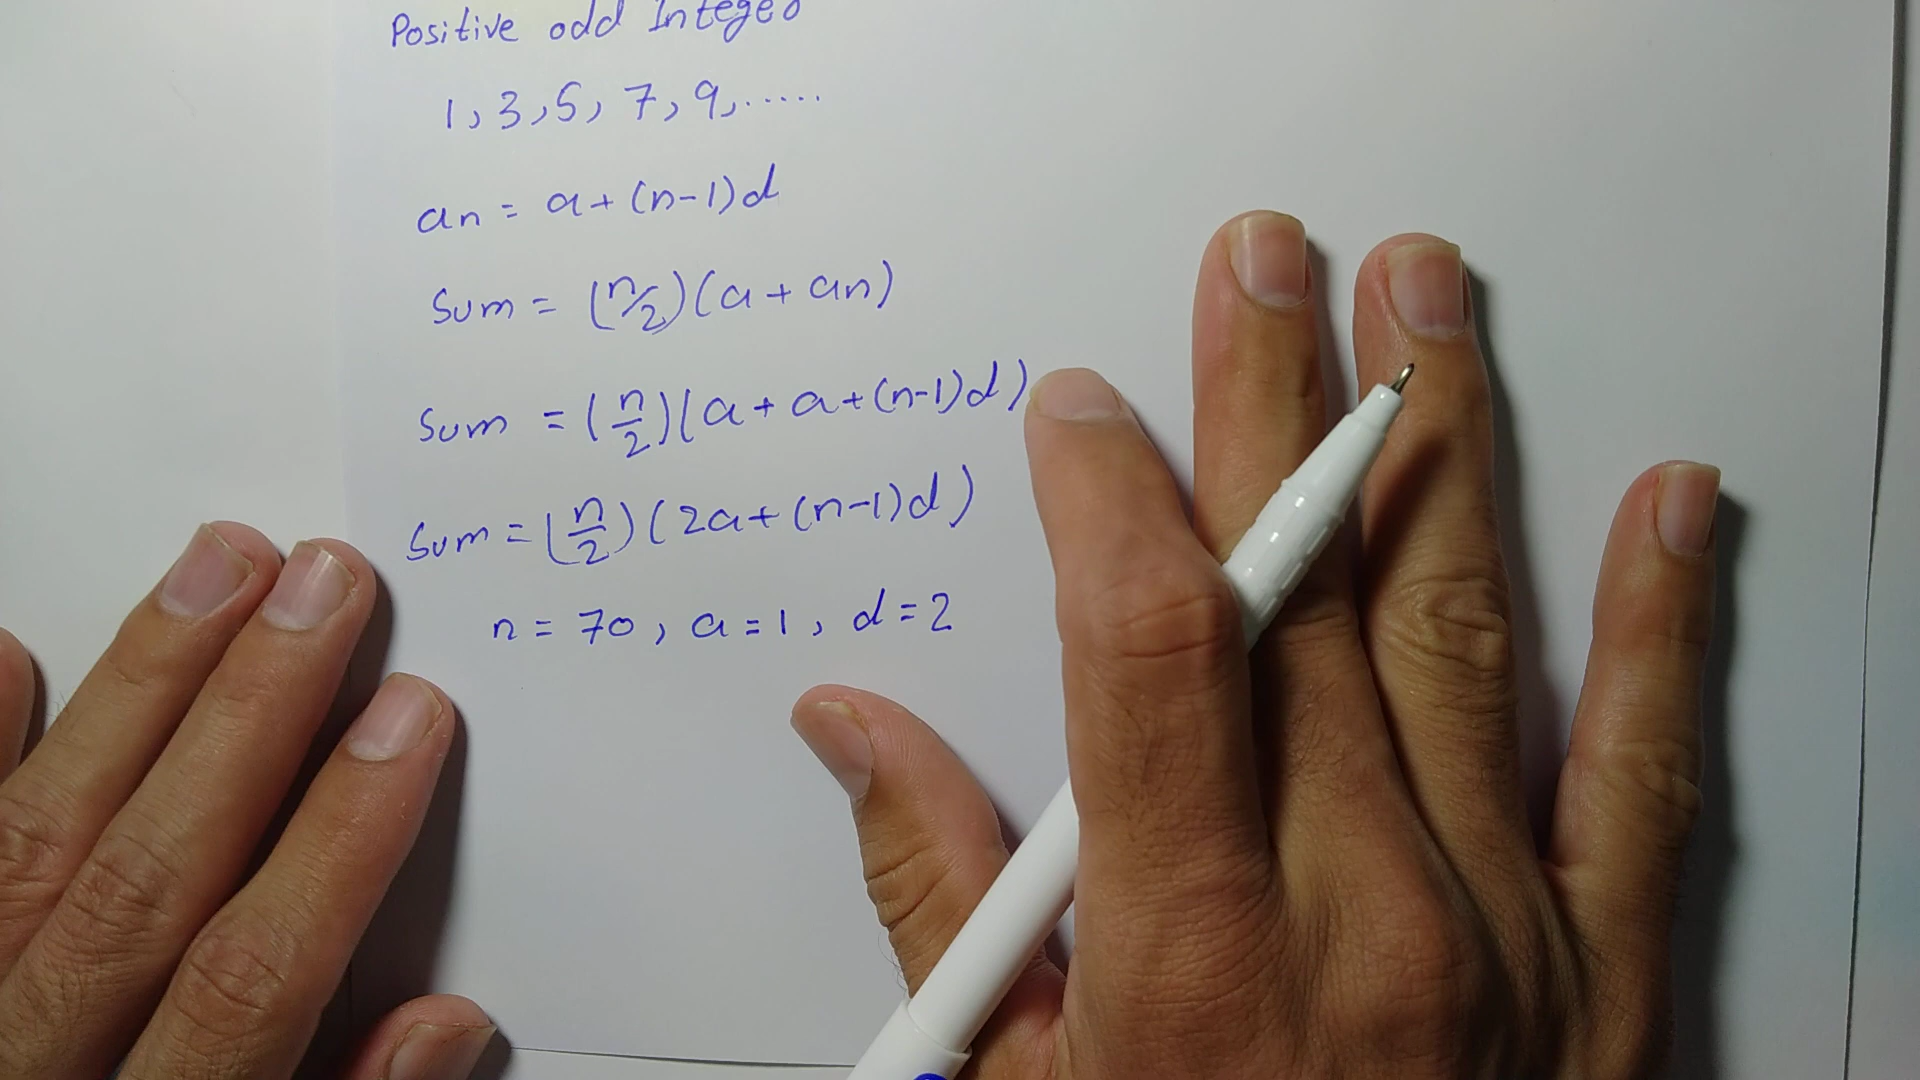 Positive odd Integer
1, 3, 5, 7, 9, .....
an = a + (n-1)d
Sum = (n/2)(a + an)
Sum = (n/2)(a + a + (n-1)d)
Sum = (n/2)(2a + (n-1)d)
n = 70, a = 1, d = 2